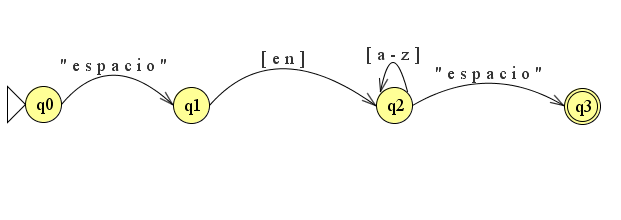 "espacio"
[en]
[a-z]
"espacio"
q0
q1
q2
q3